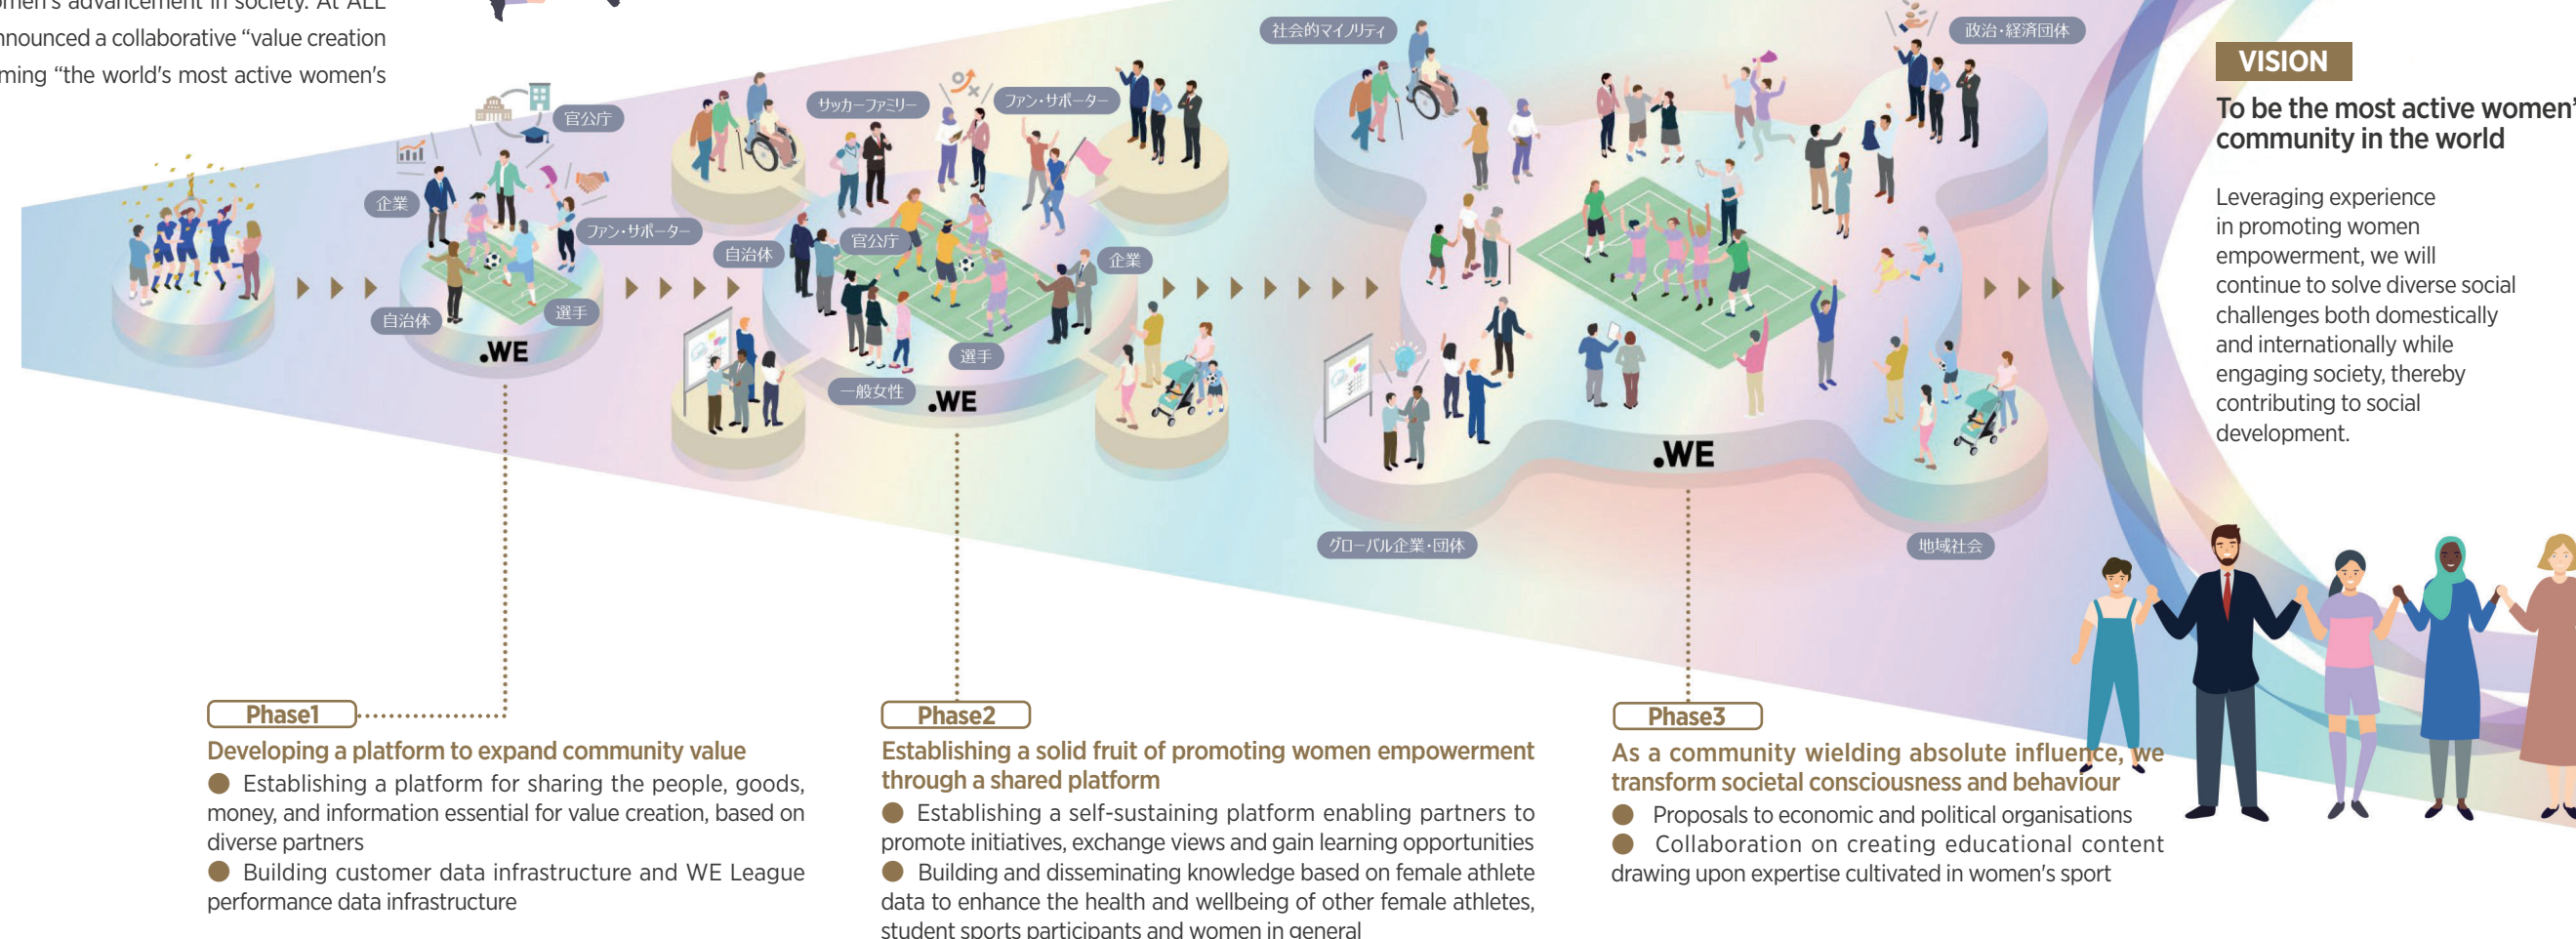 omen's advancement in society. At ALL
nnounced a collaborative “value creation
ming “the world's most active women's
官公庁
企業
ファン・サポーター
自治体
選手
.WE
サッカーファミリー
ファン・サポーター
自治体
官公庁
企業
選手
一般女性
.WE
社会的マイノリティ
政治・経済団体
.WE
グローバル企業・団体
地域社会
VISION
To be the most active women'
community in the world
Leveraging experience
in promoting women
empowerment, we will
continue to solve diverse social
challenges both domestically
and internationally while
engaging society, thereby
contributing to social
development.
Phase1
Developing a platform to expand community value
● Establishing a platform for sharing the people, goods,
money, and information essential for value creation, based on
diverse partners
● Building customer data infrastructure and WE League
performance data infrastructure
Phase2
Establishing a solid fruit of promoting women empowerment
through a shared platform
● Establishing a self-sustaining platform enabling partners to
promote initiatives, exchange views and gain learning opportunities
● Building and disseminating knowledge based on female athlete
data to enhance the health and wellbeing of other female athletes,
student sports participants and women in general
Phase3
As a community wielding absolute influence, we
transform societal consciousness and behaviour
● Proposals to economic and political organisations
● Collaboration on creating educational content
drawing upon expertise cultivated in women's sport